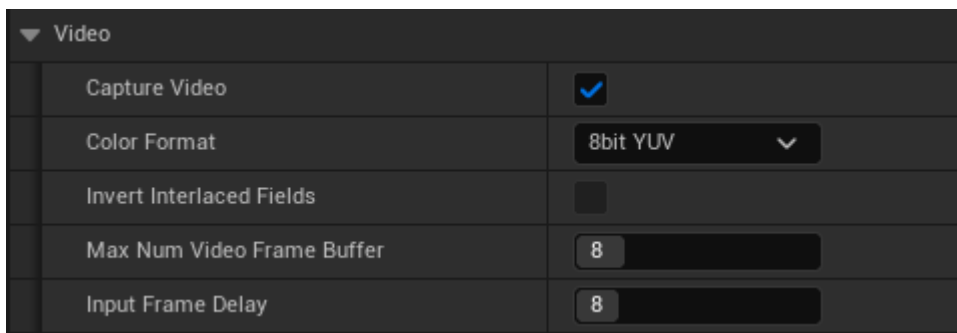 Video
Capture Video
Color Format 8bit YUV
Invert Interlaced Fields
Max Num Video Frame Buffer 8
Input Frame Delay 8